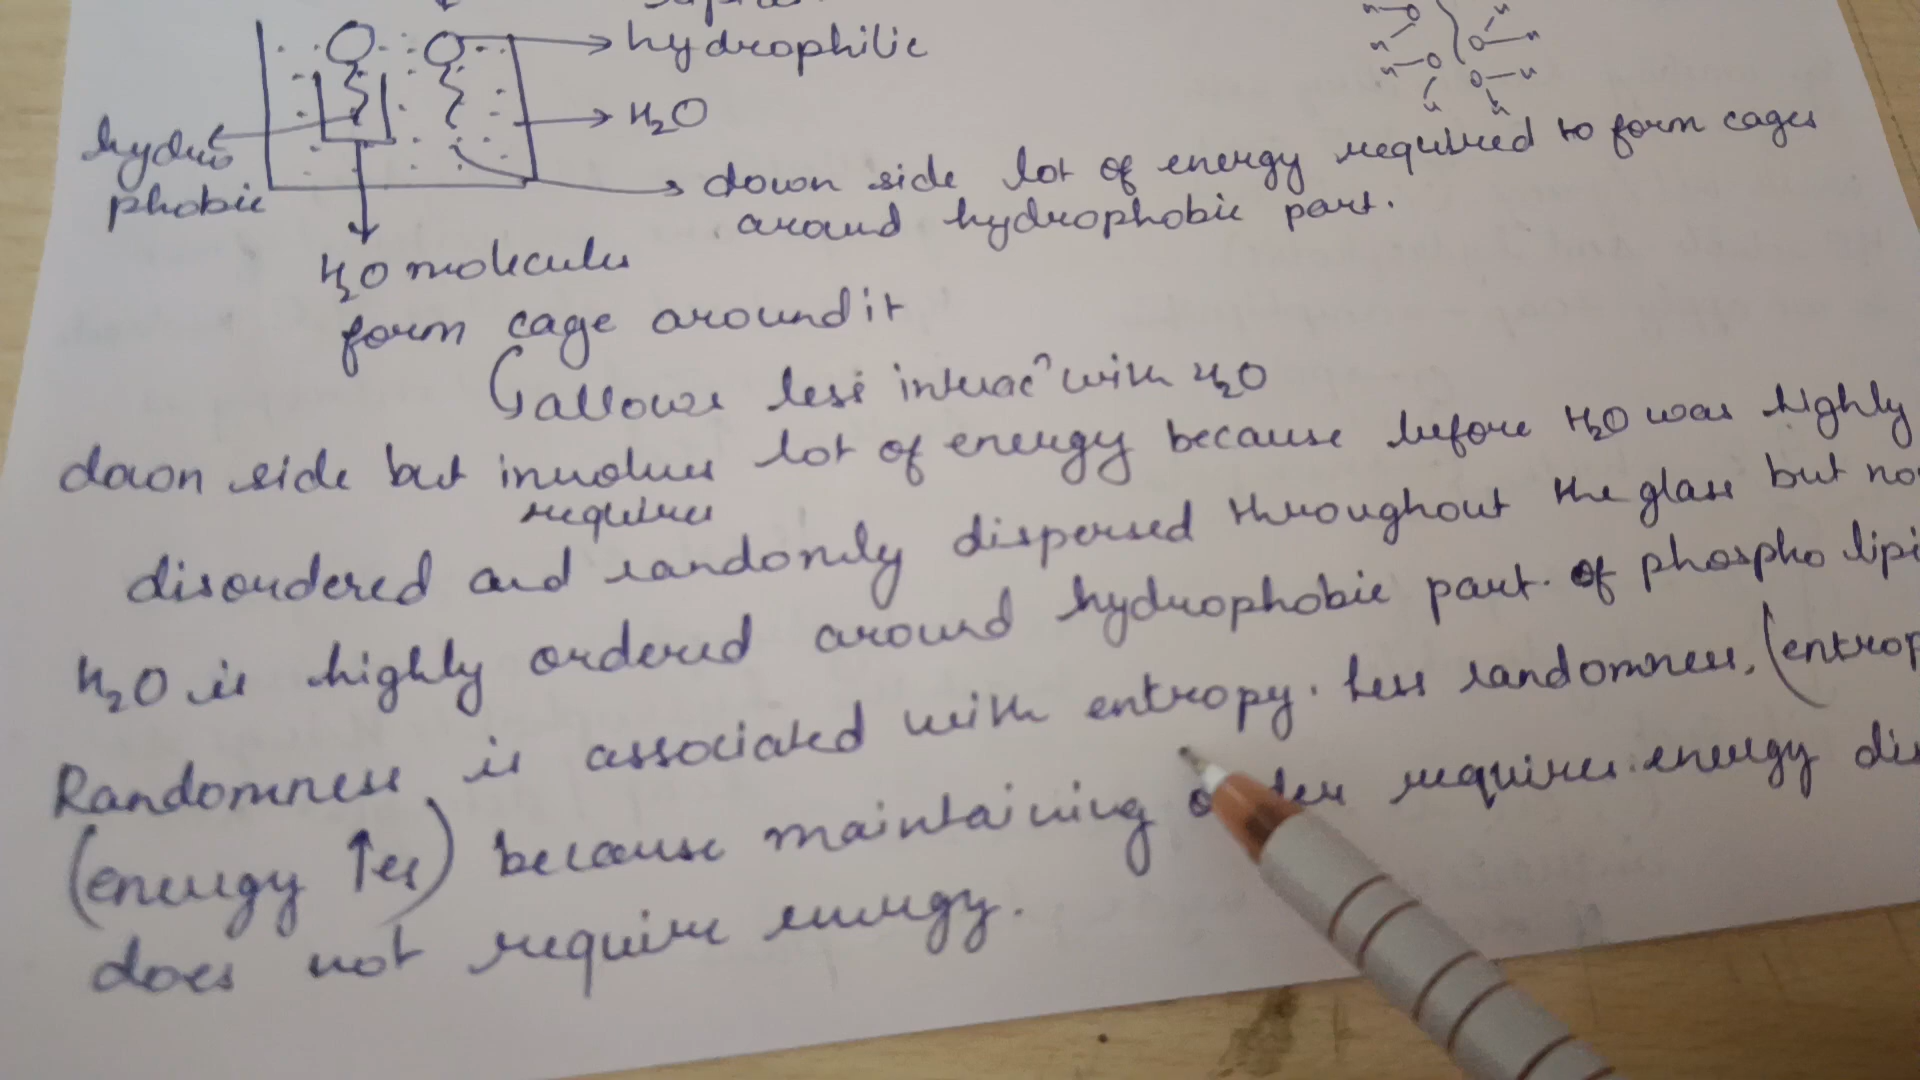 hydrophilic
H₂O
hydro
phobic
down side lot of energy required to form cages
around hydrophobic part.
H₂O molecules
form cage around it
allows less interacⁿ with H₂O
down side but involves lot of energy because before H₂O was highly
requires
disordered and randomly dispersed throughout the glass but no
H₂O is highly ordered around hydrophobic part of phospho lipi
Randomness is associated with entropy. less randomness, (entrop
(energy ↑es) because maintaining order requires energy dis
does not require energy.